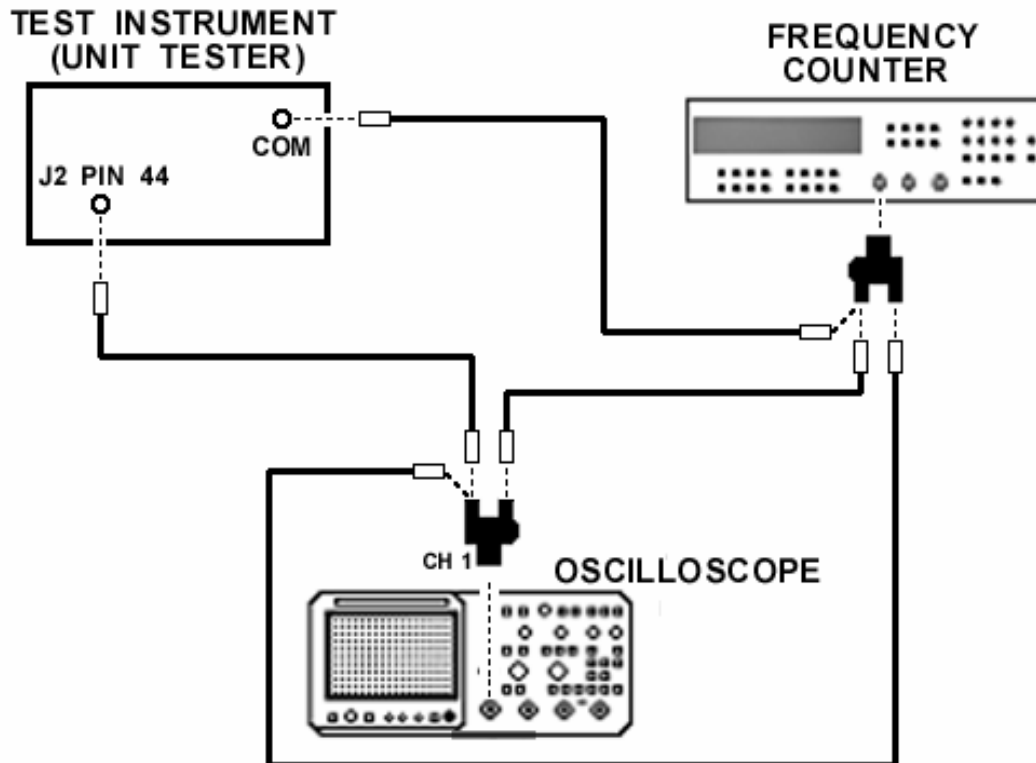 TEST INSTRUMENT
(UNIT TESTER)
FREQUENCY
COUNTER
COM
J2 PIN 44
CH 1
OSCILLOSCOPE